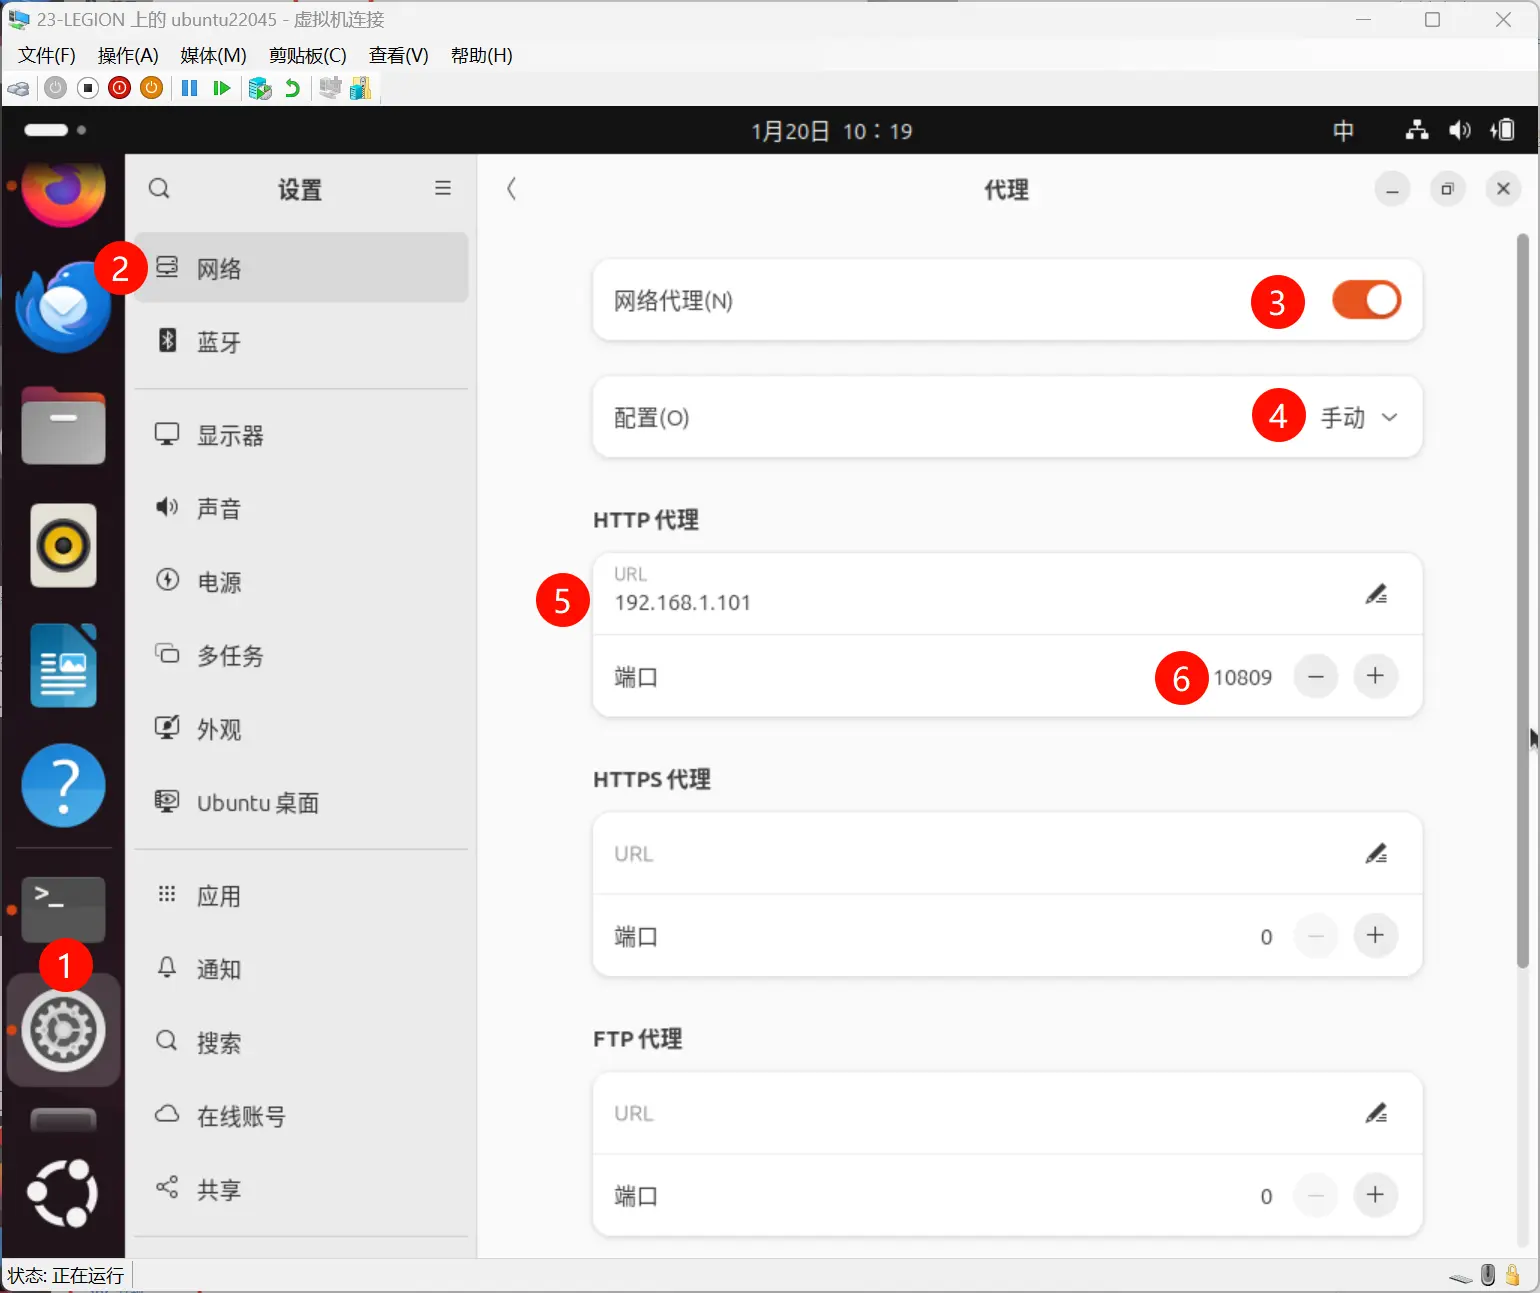 23-LEGION 上的 ubuntu22045 - 虚拟机连接
文件(F) 操作(A) 媒体(M) 剪贴板(C) 查看(V) 帮助(H)
1月20日 10：19 中
设置
代理
2 网络
蓝牙
显示器
声音
电源
多任务
外观
Ubuntu 桌面
应用
通知
搜索
在线账号
共享
1
网络代理(N) 3
配置(O) 4 手动
HTTP 代理
URL
5 192.168.1.101
端口 6 10809
HTTPS 代理
URL
端口 0
FTP 代理
URL
端口 0
状态: 正在运行